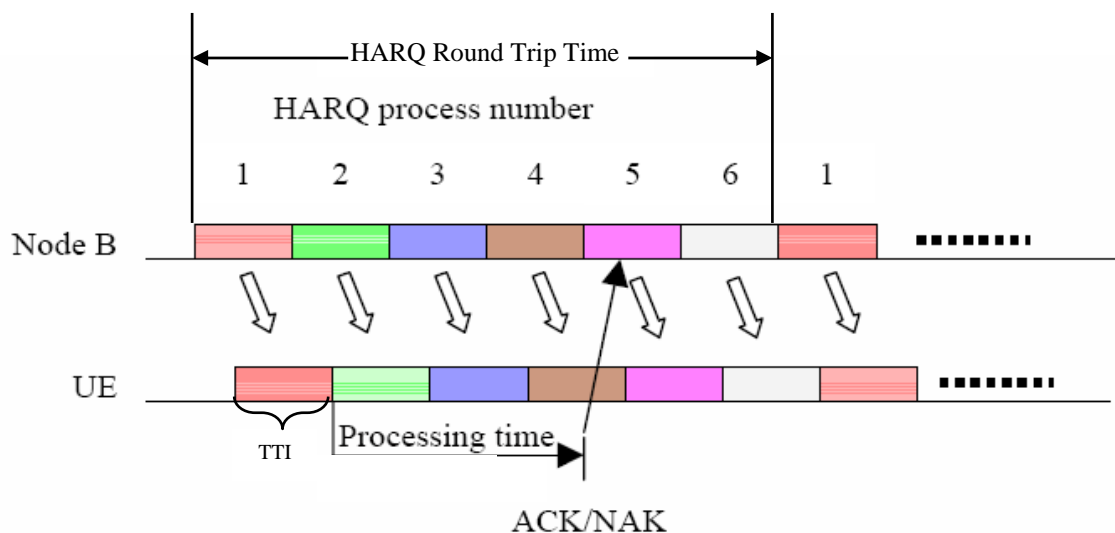 HARQ Round Trip Time
HARQ process number
1 2 3 4 5 6 1
Node B
UE
TTI
Processing time
ACK/NAK